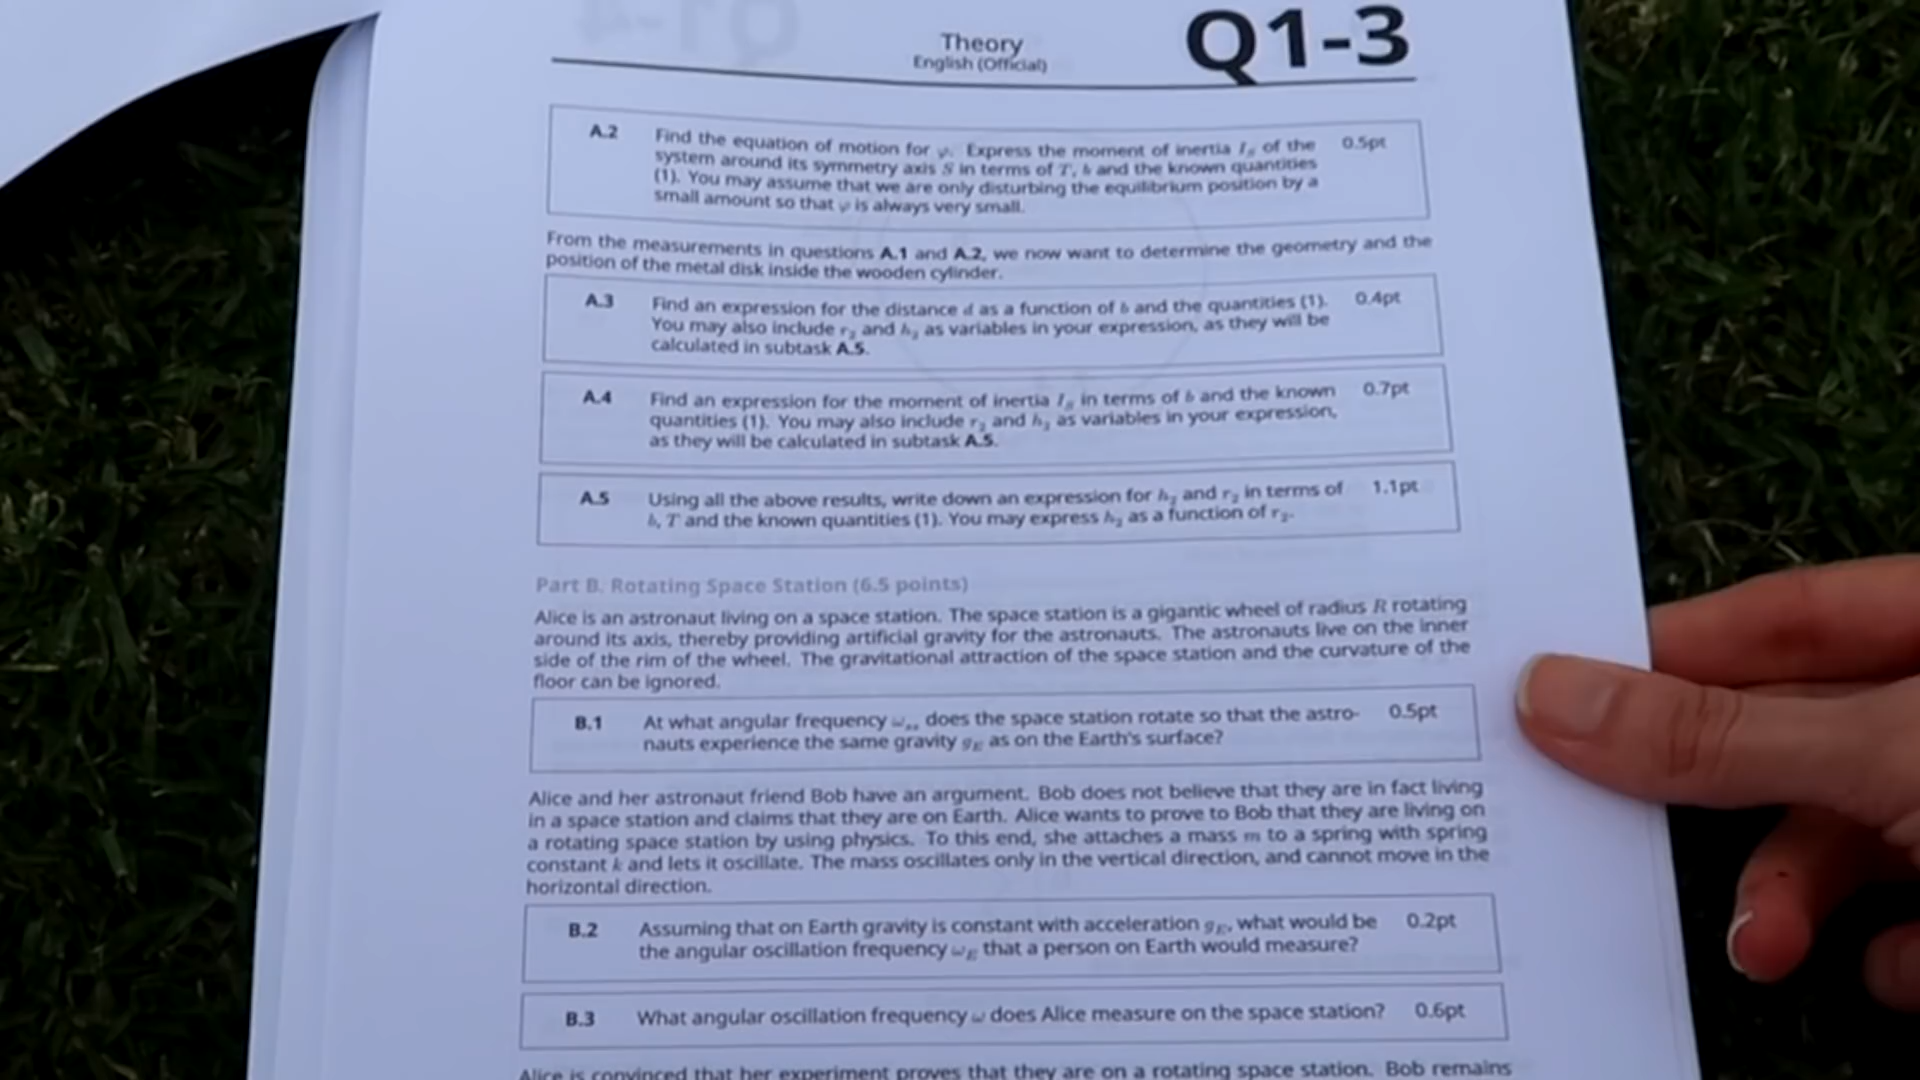 Q1-3
Theory
English (Official)
A.2 Find the equation of motion for φ. Express the moment of inertia I_S of the 0.5pt
system around its symmetry axis S in terms of T, b and the known quantities
(1). You may assume that we are only disturbing the equilibrium position by a
small amount so that φ is always very small.
From the measurements in questions A.1 and A.2, we now want to determine the geometry and the
position of the metal disk inside the wooden cylinder.
A.3 Find an expression for the distance d as a function of b and the quantities (1). 0.4pt
You may also include r₂ and h₂ as variables in your expression, as they will be
calculated in subtask A.5.
A.4 Find an expression for the moment of inertia I_S in terms of b and the known 0.7pt
quantities (1). You may also include r₂ and h₂ as variables in your expression,
as they will be calculated in subtask A.5.
A.5 Using all the above results, write down an expression for h₂ and r₂ in terms of 1.1pt
b, T and the known quantities (1). You may express h₂ as a function of r₂.
Part B. Rotating Space Station (6.5 points)
Alice is an astronaut living on a space station. The space station is a gigantic wheel of radius R rotating
around its axis, thereby providing artificial gravity for the astronauts. The astronauts live on the inner
side of the rim of the wheel. The gravitational attraction of the space station and the curvature of the
floor can be ignored.
B.1 At what angular frequency ω_ss does the space station rotate so that the astro- 0.5pt
nauts experience the same gravity g_E as on the Earth's surface?
Alice and her astronaut friend Bob have an argument. Bob does not believe that they are in fact living
in a space station and claims that they are on Earth. Alice wants to prove to Bob that they are living on
a rotating space station by using physics. To this end, she attaches a mass m to a spring with spring
constant k and lets it oscillate. The mass oscillates only in the vertical direction, and cannot move in the
horizontal direction.
B.2 Assuming that on Earth gravity is constant with acceleration g_E, what would be 0.2pt
the angular oscillation frequency ω_E that a person on Earth would measure?
B.3 What angular oscillation frequency ω does Alice measure on the space station? 0.6pt
Alice is convinced that her experiment proves that they are on a rotating space station. Bob remains